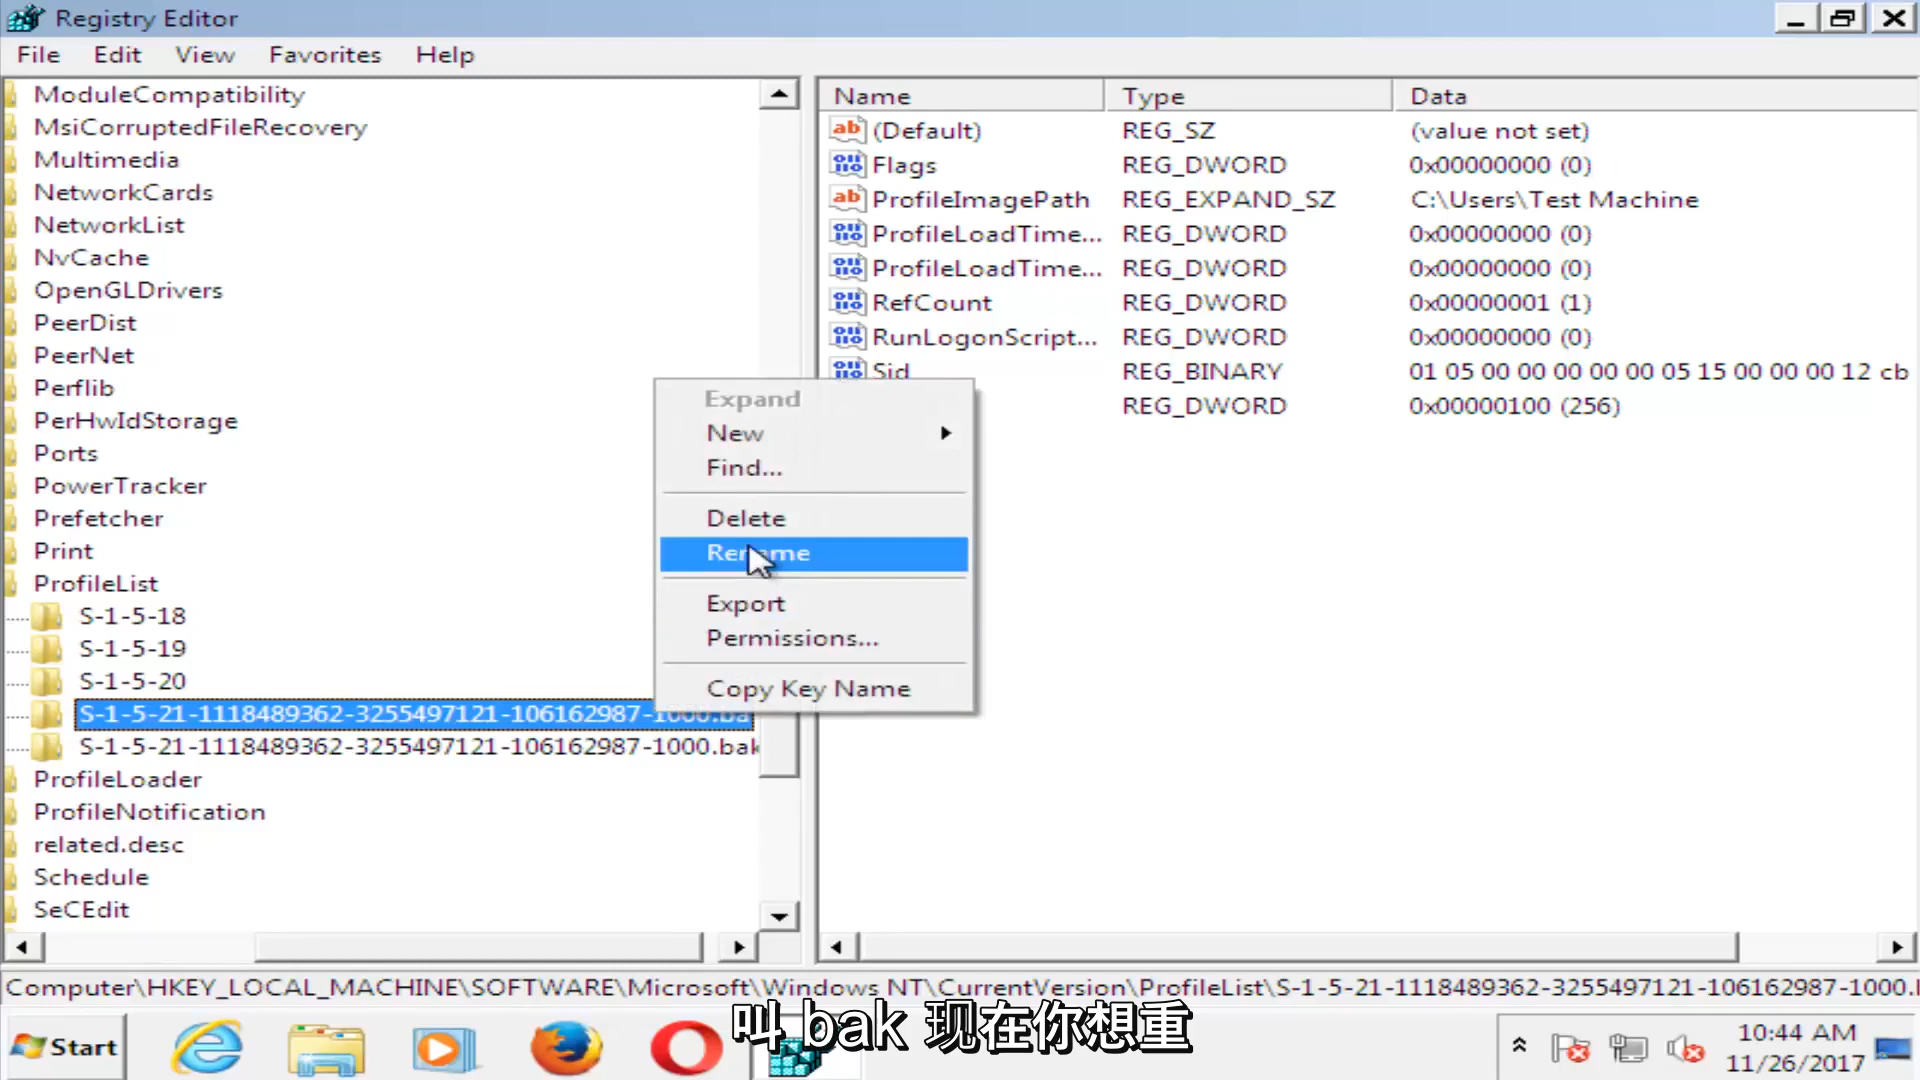 Registry Editor
File Edit View Favorites Help
ModuleCompatibility
MsiCorruptedFileRecovery
Multimedia
NetworkCards
NetworkList
NvCache
OpenGLDrivers
PeerDist
PeerNet
Perflib
PerHwIdStorage
Ports
PowerTracker
Prefetcher
Print
ProfileList
S-1-5-18
S-1-5-19
S-1-5-20
S-1-5-21-1118489362-3255497121-106162987-1000.ba
S-1-5-21-1118489362-3255497121-106162987-1000.bak
ProfileLoader
ProfileNotification
related.desc
Schedule
SeCEdit
Name Type Data
(Default) REG_SZ (value not set)
Flags REG_DWORD 0x00000000 (0)
ProfileImagePath REG_EXPAND_SZ C:\Users\Test Machine
ProfileLoadTime... REG_DWORD 0x00000000 (0)
ProfileLoadTime... REG_DWORD 0x00000000 (0)
RefCount REG_DWORD 0x00000001 (1)
RunLogonScript... REG_DWORD 0x00000000 (0)
Sid REG_BINARY 01 05 00 00 00 00 00 05 15 00 00 00 12 cb
REG_DWORD 0x00000100 (256)
Expand
New
Find...
Delete
Rename
Export
Permissions...
Copy Key Name
Computer\HKEY_LOCAL_MACHINE\SOFTWARE\Microsoft\Windows NT\CurrentVersion\ProfileList\S-1-5-21-1118489362-3255497121-106162987-1000.
叫 bak 现在你想重
Start
10:44 AM
11/26/2017